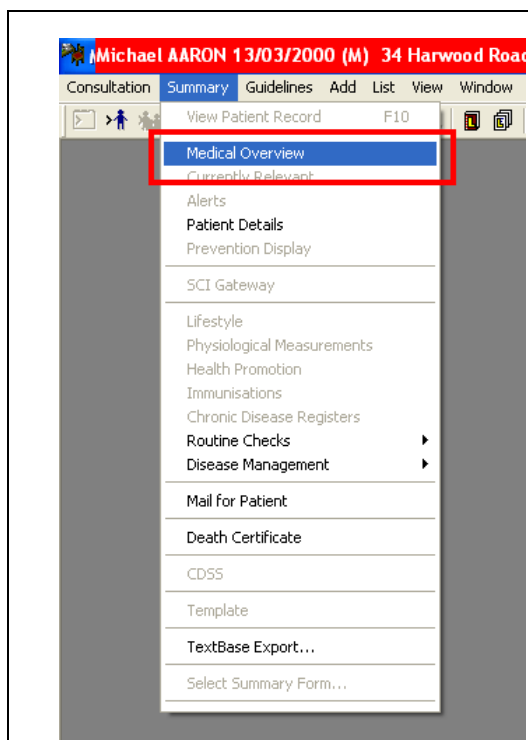 Michael AARON 13/03/2000 (M) 34 Harwood Road
Consultation Summary Guidelines Add List View Window
View Patient Record F10
Medical Overview
Currently Relevant
Alerts
Patient Details
Prevention Display
SCI Gateway
Lifestyle
Physiological Measurements
Health Promotion
Immunisations
Chronic Disease Registers
Routine Checks
Disease Management
Mail for Patient
Death Certificate
CDSS
Template
TextBase Export...
Select Summary Form...